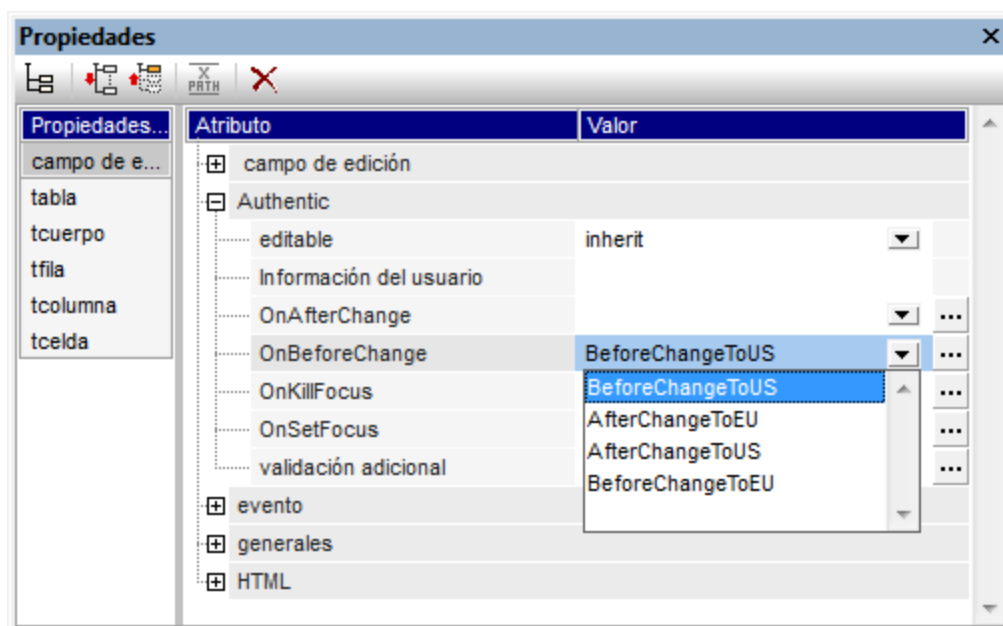 Propiedades
X
PATH
Propiedades...
Atributo
Valor
campo de e...
campo de edición
tabla
Authentic
tcuerpo
editable
inherit
tfila
Información del usuario
tcolumna
OnAfterChange
...
tcelda
OnBeforeChange
BeforeChangeToUS
...
OnKillFocus
BeforeChangeToUS
...
AfterChangeToEU
OnSetFocus
...
AfterChangeToUS
validación adicional
...
BeforeChangeToEU
evento
generales
HTML